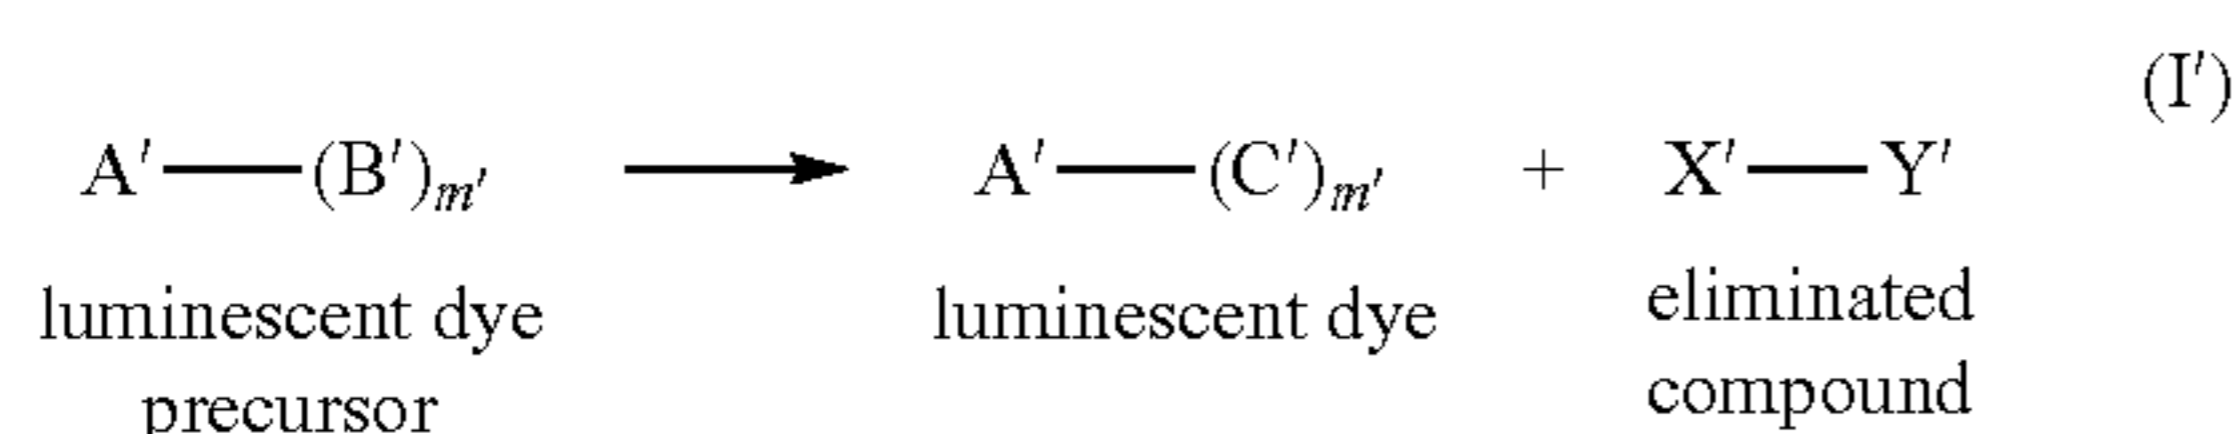 (I′)
A′—(B′)m′ → A′—(C′)m′ + X′—Y′
luminescent dye precursor
luminescent dye
eliminated compound